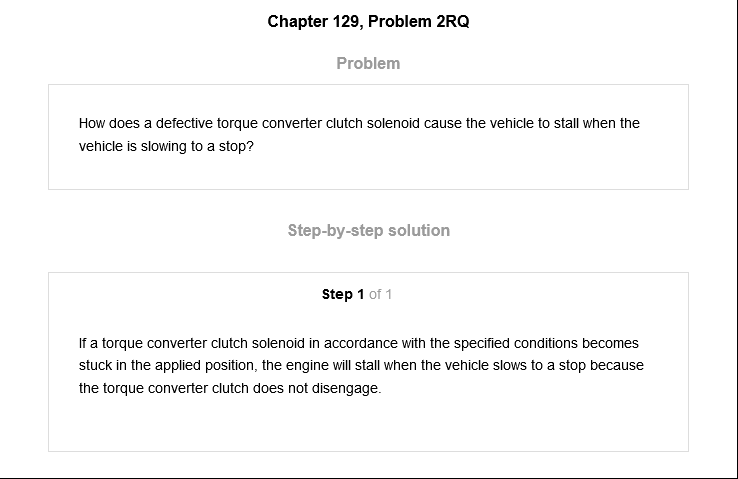 Chapter 129, Problem 2RQ
Problem
How does a defective torque converter clutch solenoid cause the vehicle to stall when the
vehicle is slowing to a stop?
Step-by-step solution
Step 1 of 1
If a torque converter clutch solenoid in accordance with the specified conditions becomes
stuck in the applied position, the engine will stall when the vehicle slows to a stop because
the torque converter clutch does not disengage.